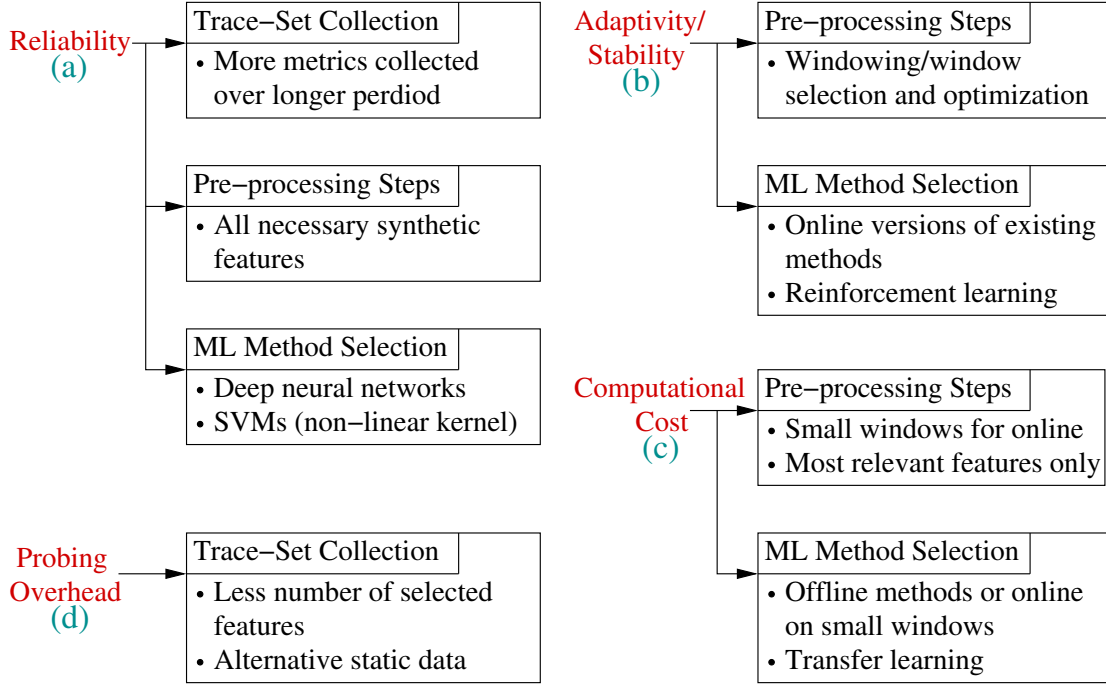 Reliability
(a)
Trace−Set Collection
• More metrics collected
over longer perdiod
Pre−processing Steps
• All necessary synthetic
features
ML Method Selection
• Deep neural networks
• SVMs (non−linear kernel)
Adaptivity/
Stability
(b)
Pre−processing Steps
• Windowing/window
selection and optimization
ML Method Selection
• Online versions of existing
methods
• Reinforcement learning
Computational
Cost
(c)
Pre−processing Steps
• Small windows for online
• Most relevant features only
ML Method Selection
• Offline methods or online
on small windows
• Transfer learning
Probing
Overhead
(d)
Trace−Set Collection
• Less number of selected
features
• Alternative static data